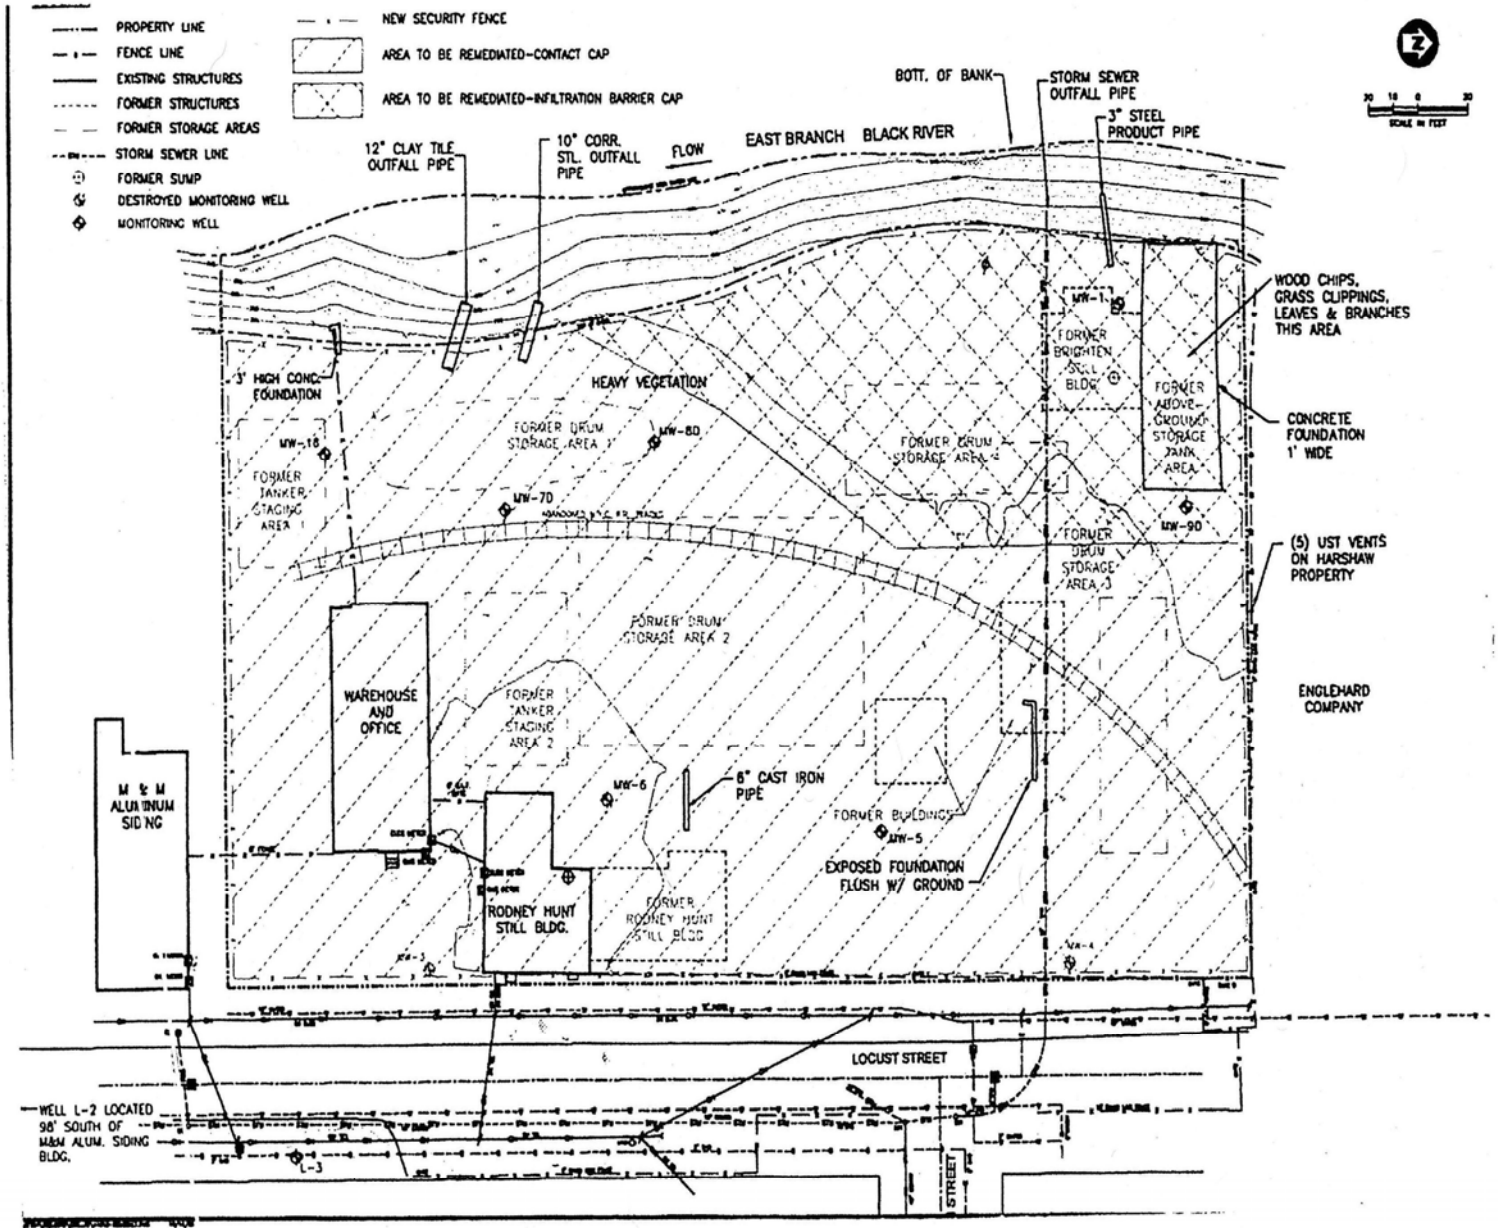 PROPERTY LINE
FENCE LINE
EXISTING STRUCTURES
FORMER STRUCTURES
FORMER STORAGE AREAS
STORM SEWER LINE
FORMER SUMP
DESTROYED MONITORING WELL
MONITORING WELL
NEW SECURITY FENCE
AREA TO BE REMEDIATED-CONTACT CAP
AREA TO BE REMEDIATED-INFILTRATION BARRIER CAP
Z
30 0 30
SCALE IN FEET
BOTT. OF BANK
STORM SEWER
OUTFALL PIPE
3" STEEL
PRODUCT PIPE
12" CLAY TILE
OUTFALL PIPE
10" CORR.
STL. OUTFALL
PIPE
FLOW
EAST BRANCH BLACK RIVER
WOOD CHIPS,
GRASS CLIPPINGS,
LEAVES & BRANCHES
THIS AREA
MW-1
FORMER
BRIGHTEN
STILL
BLDG
FORMER
ABOVE-
GROUND
STORAGE
TANK
AREA
CONCRETE
FOUNDATION
1' WIDE
3' HIGH CONC.
FOUNDATION
HEAVY VEGETATION
MW-1B
FORMER
TANKER
STAGING
AREA 1
FORMER DRUM
STORAGE AREA 1
MW-8D
FORMER DRUM
STORAGE AREA 4
MW-7D
MW-9D
FORMER
DRUM
STORAGE
AREA 3
(5) UST VENTS
ON HARSHAW
PROPERTY
FORMER DRUM
STORAGE AREA 2
WAREHOUSE
AND
OFFICE
FORMER
TANKER
STAGING
AREA 2
ENGLEHARD
COMPANY
M & M
ALUMINUM
SIDING
MW-6
6" CAST IRON
PIPE
FORMER BUILDINGS
MW-5
EXPOSED FOUNDATION
FLUSH W/ GROUND
RODNEY HUNT
STILL BLDG.
FORMER
RODNEY HUNT
STILL BLDG
MW-3
MW-4
LOCUST STREET
WELL L-2 LOCATED
98' SOUTH OF
M&M ALUM. SIDING
BLDG.
L-3
STREET